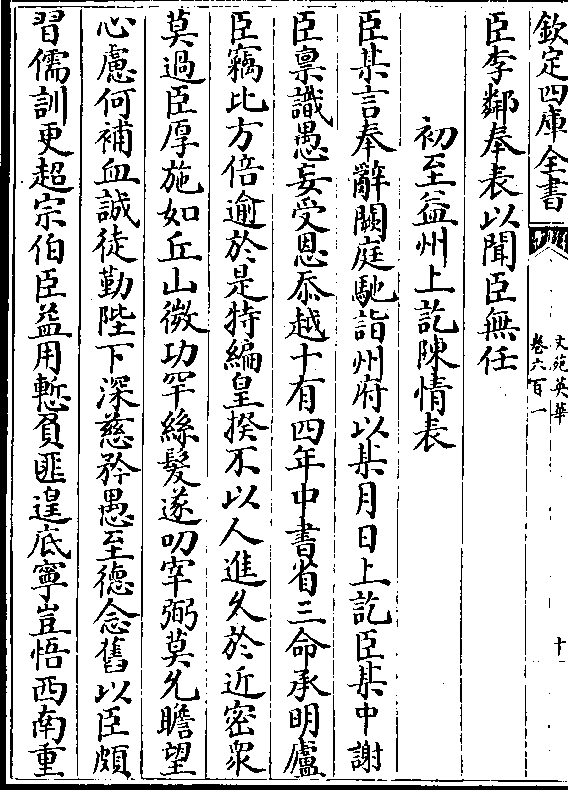 欽定四庫全書
文苑英華
卷六百一
十
臣李鄰奉表以聞臣無任
初至益州上訖陳情表
臣某言奉辭闕庭馳詣州府以某月日上訖臣某中謝
臣稟識愚妄受恩忝越十有四年中書省三命承明廬
臣竊比方倍逾於是特編皇揆不以人進久於近密衆
莫過臣厚施如丘山微功罕絲髮遂叨宰弼莫允瞻望
心慮何補血誠徒勤陛下深慈矜愚至德念舊以臣頗
習儒訓更超宗伯臣益用慙負匪遑底寧豈悟西南重